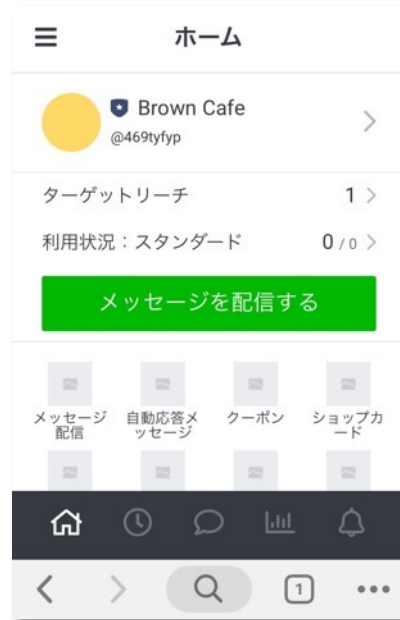 ホーム
Brown Cafe
@469tyfyp
ターゲットリーチ 1
利用状況：スタンダード 0 / 0
メッセージを配信する
メッセージ
配信
自動応答メ
ッセージ
クーポン
ショップカ
ード
1